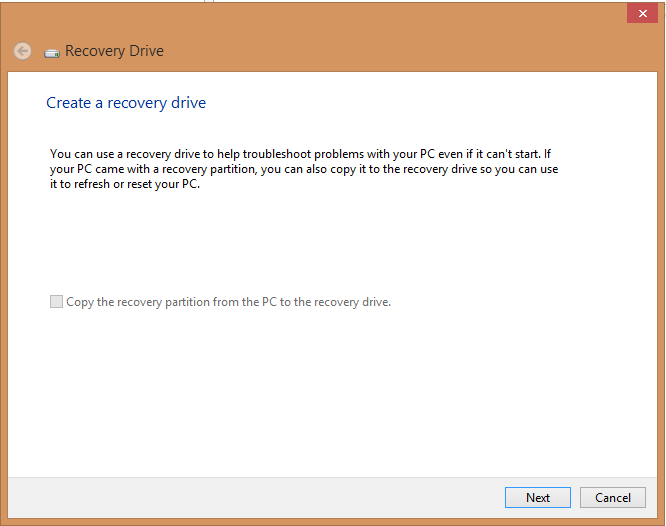 Recovery Drive
Create a recovery drive
You can use a recovery drive to help troubleshoot problems with your PC even if it can't start. If
your PC came with a recovery partition, you can also copy it to the recovery drive so you can use
it to refresh or reset your PC.
Copy the recovery partition from the PC to the recovery drive.
Next
Cancel